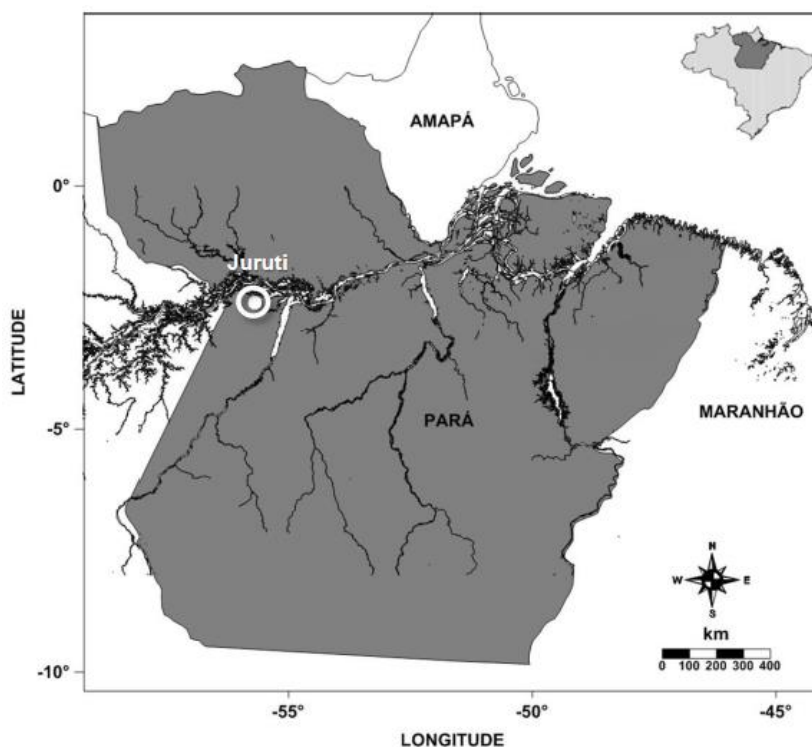 AMAPÁ
0°
Juruti
LATITUDE
-5°
PARÁ
MARANHÃO
N
W
E
S
km
0 100 200 300 400
-10°
-55°
-50°
-45°
LONGITUDE